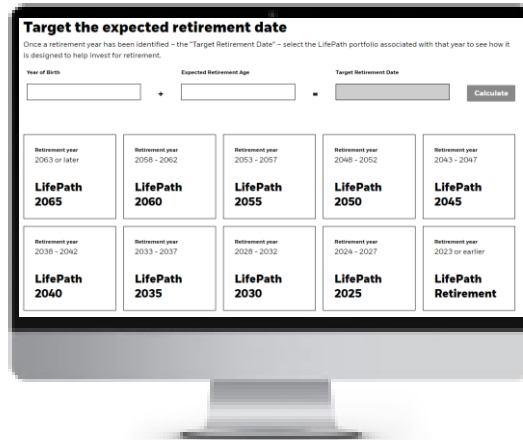 Target the expected retirement date
Once a retirement year has been identified – the "Target Retirement Date" – select the LifePath portfolio associated with that year to see how it
is designed to help invest for retirement.
Year of Birth
Expected Retirement Age
Target Retirement Date
+
=
Calculate
Retirement year
2063 or later
LifePath
2065
Retirement year
2058 - 2062
LifePath
2060
Retirement year
2053 - 2057
LifePath
2055
Retirement year
2048 - 2052
LifePath
2050
Retirement year
2043 - 2047
LifePath
2045
Retirement year
2038 - 2042
LifePath
2040
Retirement year
2033 - 2037
LifePath
2035
Retirement year
2028 - 2032
LifePath
2030
Retirement year
2024 - 2027
LifePath
2025
Retirement year
2023 or earlier
LifePath
Retirement